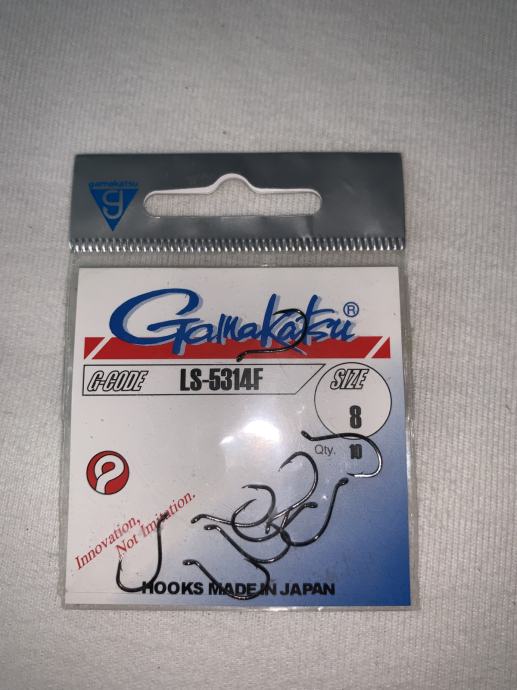 gamakatsu
g
Gamakatsu®
G-CODE LS-5314F SIZE
8
Qty. 10
Innovation,
Not Imitation.
HOOKS MADE IN JAPAN